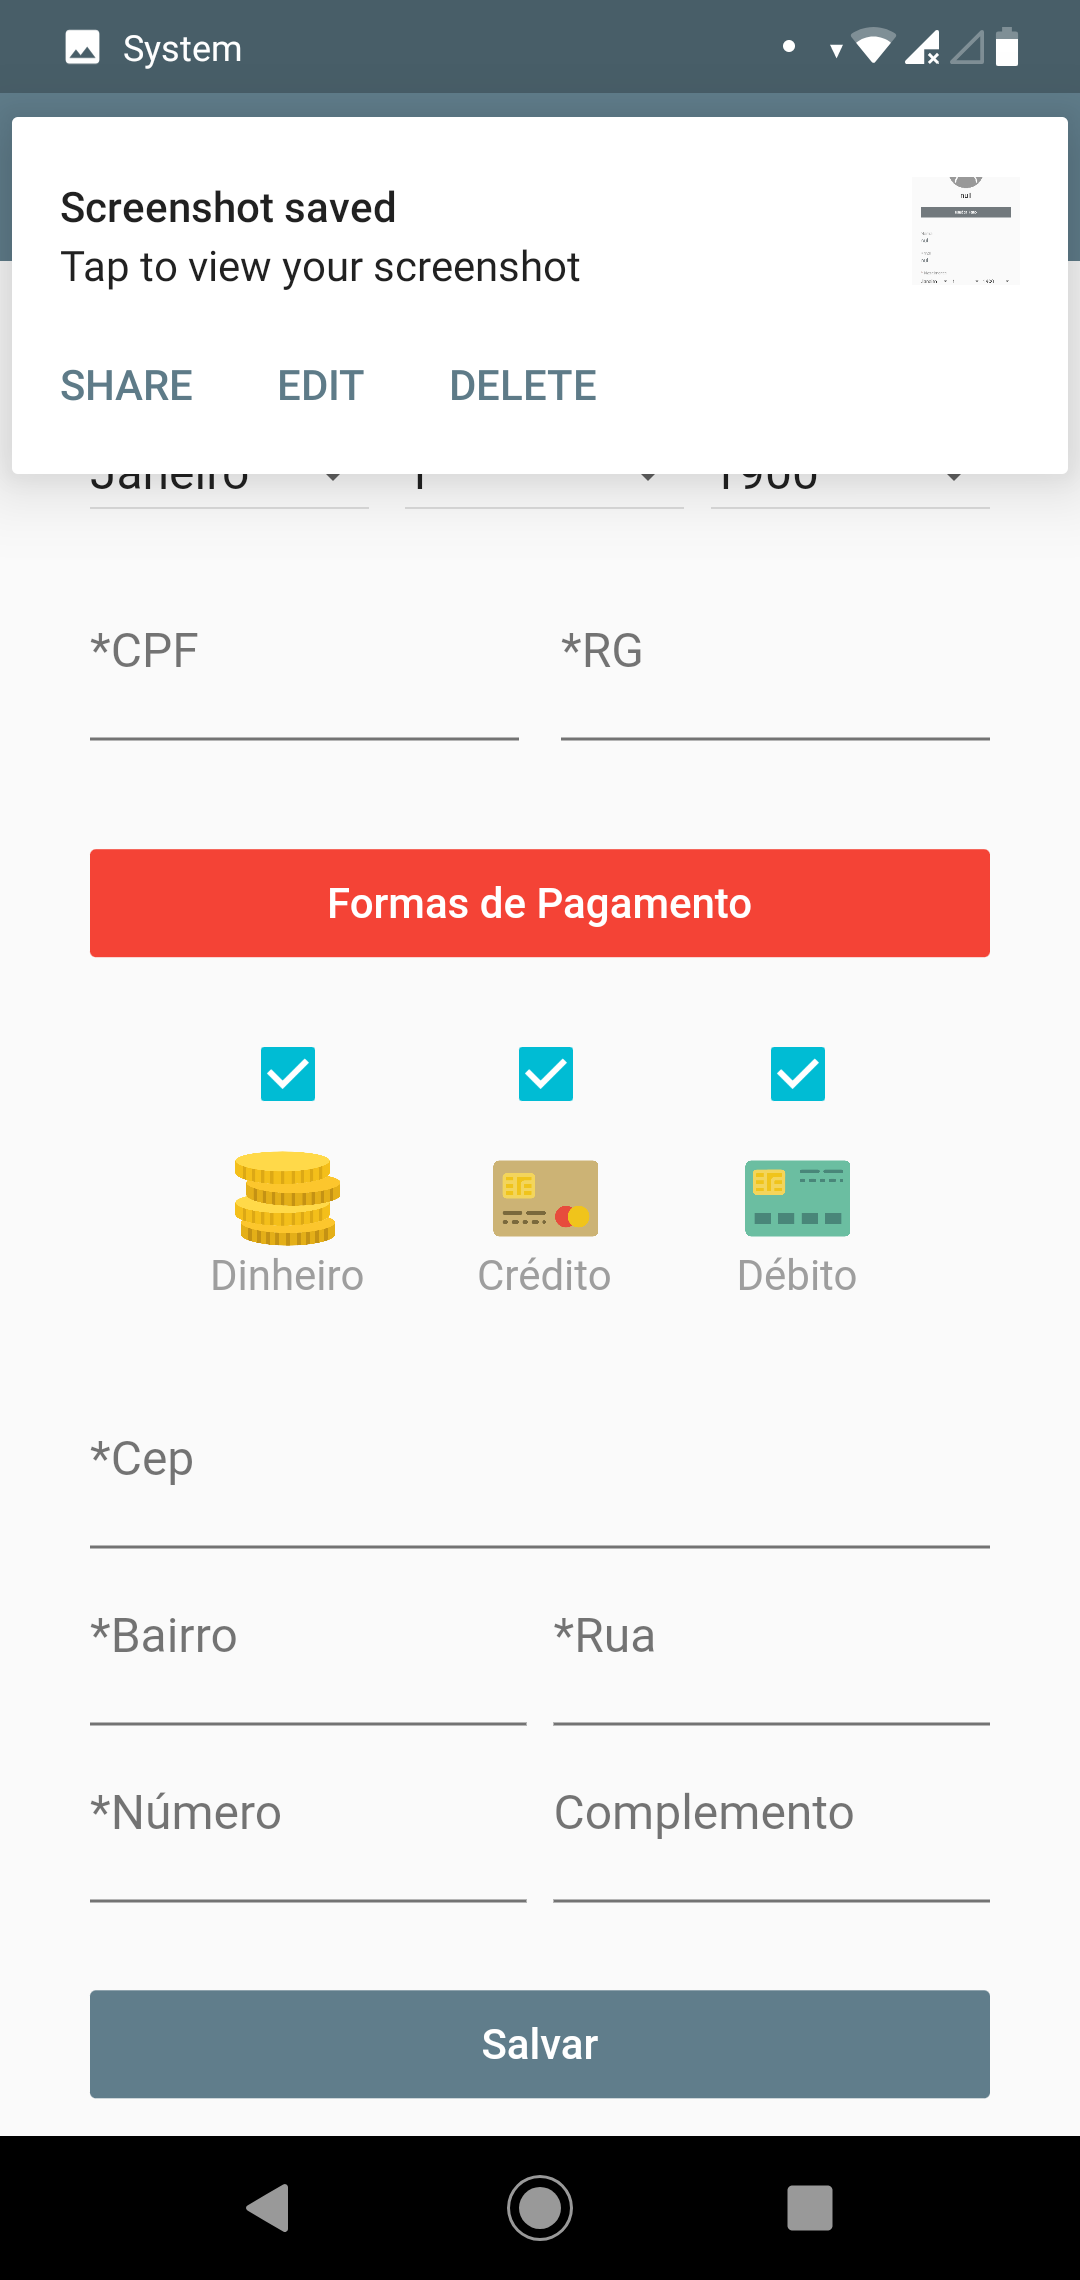 System
Screenshot saved
Tap to view your screenshot
null
SHARE EDIT DELETE
Janeiro 1 1900
*CPF *RG
Formas de Pagamento
Dinheiro Crédito Débito
*Cep
*Bairro *Rua
*Número Complemento
Salvar